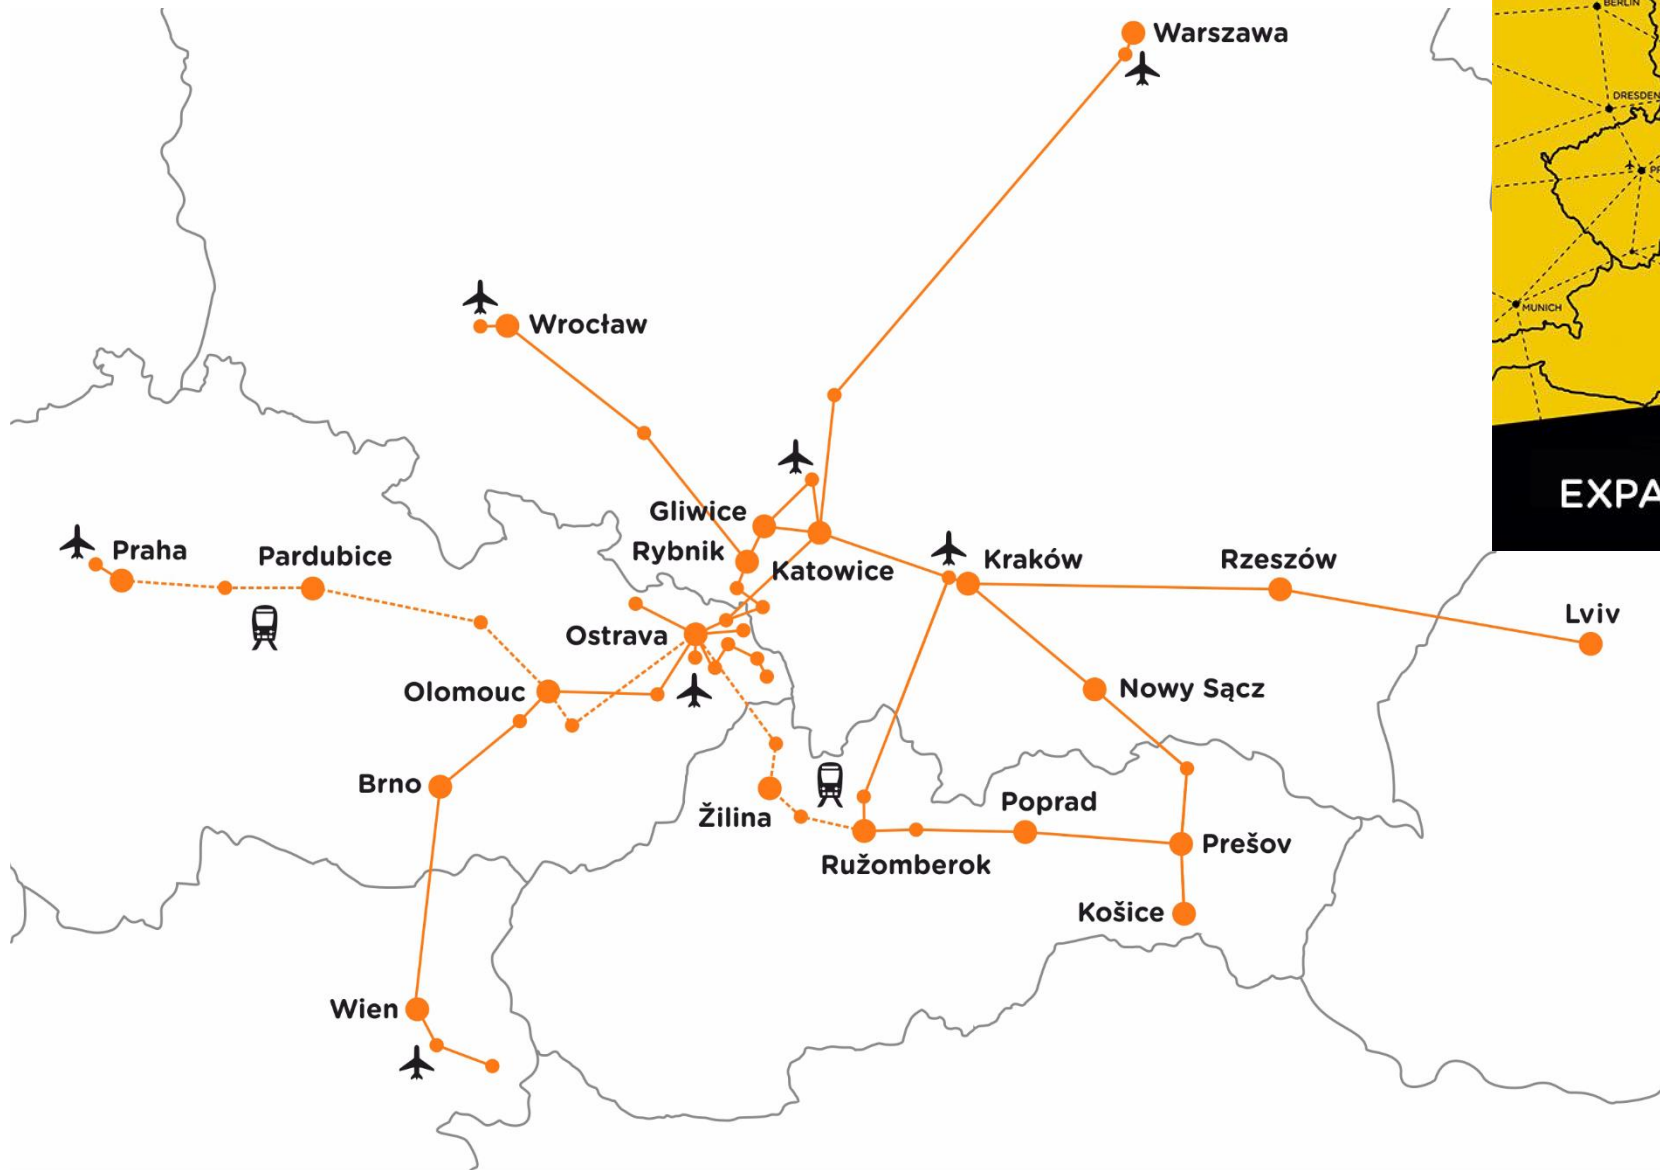 Warszawa
Wrocław
Gliwice
Rybnik
Katowice
Kraków
Rzeszów
Lviv
Praha
Pardubice
Ostrava
Olomouc
Nowy Sącz
Brno
Žilina
Poprad
Ružomberok
Prešov
Košice
Wien
BERLIN
DRESDEN
PR
MUNICH
EXPA